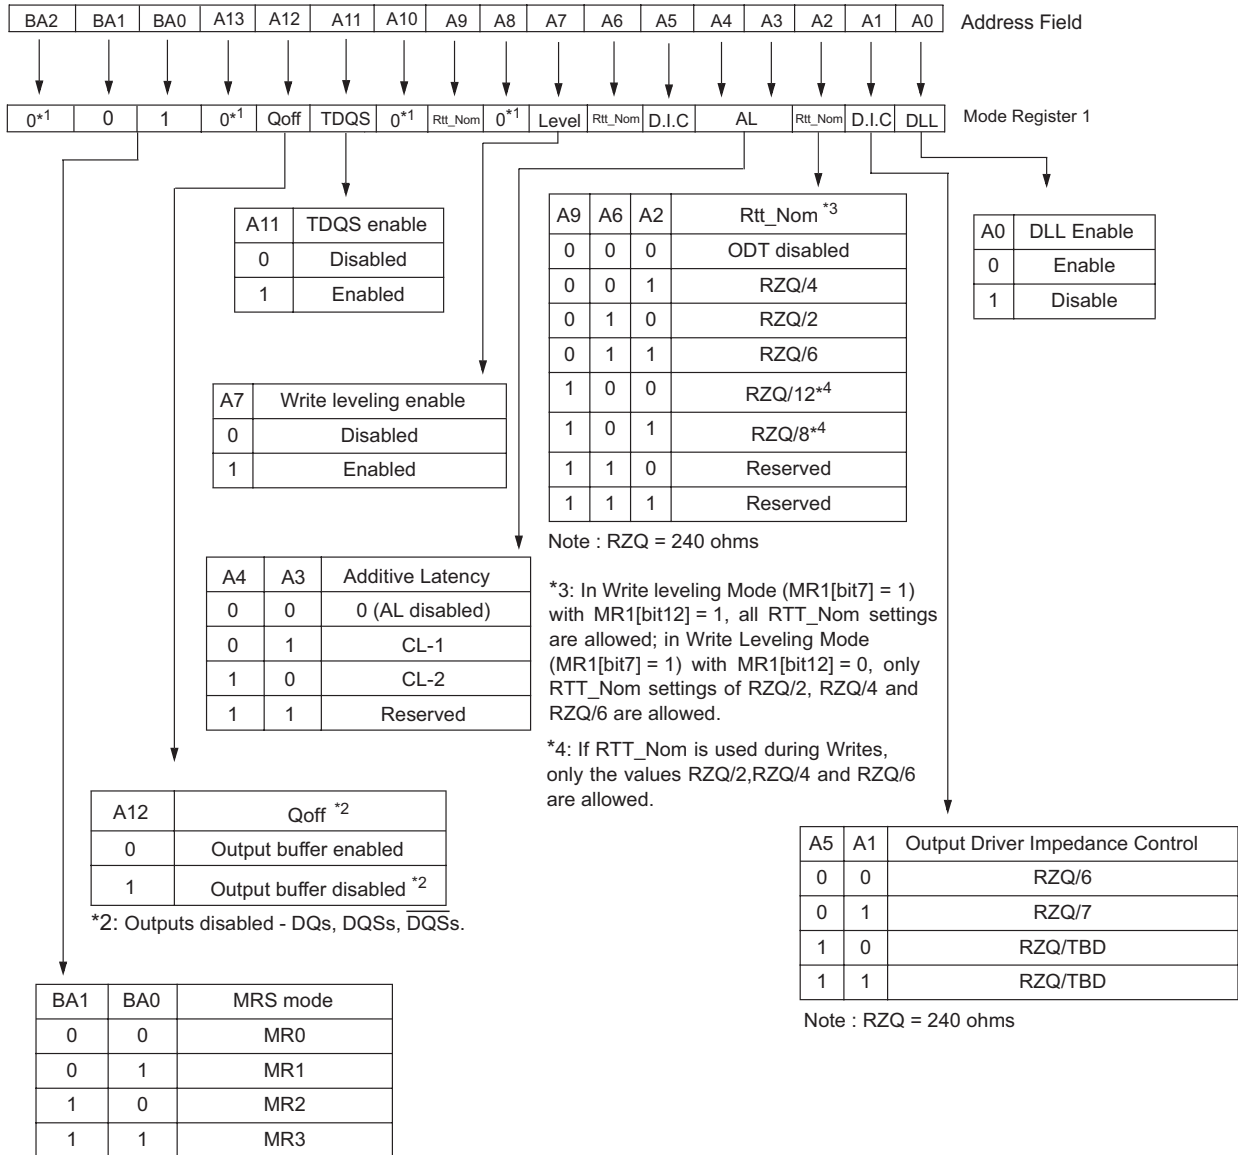 BA2 BA1 BA0 A13 A12 A11 A10 A9 A8 A7 A6 A5 A4 A3 A2 A1 A0 Address Field
0*1 0 1 0*1 Qoff TDQS 0*1 Rtt_Nom 0*1 Level Rtt_Nom D.I.C AL Rtt_Nom D.I.C DLL Mode Register 1
A11 TDQS enable
0 Disabled
1 Enabled
A9 A6 A2 Rtt_Nom *3
0 0 0 ODT disabled
0 0 1 RZQ/4
0 1 0 RZQ/2
0 1 1 RZQ/6
1 0 0 RZQ/12*4
1 0 1 RZQ/8*4
1 1 0 Reserved
1 1 1 Reserved
Note : RZQ = 240 ohms
A0 DLL Enable
0 Enable
1 Disable
A7 Write leveling enable
0 Disabled
1 Enabled
*3: In Write leveling Mode (MR1[bit7] = 1)
with MR1[bit12] = 1, all RTT_Nom settings
are allowed; in Write Leveling Mode
(MR1[bit7] = 1) with MR1[bit12] = 0, only
RTT_Nom settings of RZQ/2, RZQ/4 and
RZQ/6 are allowed.
*4: If RTT_Nom is used during Writes,
only the values RZQ/2,RZQ/4 and RZQ/6
are allowed.
A4 A3 Additive Latency
0 0 0 (AL disabled)
0 1 CL-1
1 0 CL-2
1 1 Reserved
A12 Qoff *2
0 Output buffer enabled
1 Output buffer disabled *2
*2: Outputs disabled - DQs, DQSs, D̅Q̅S̅s.
A5 A1 Output Driver Impedance Control
0 0 RZQ/6
0 1 RZQ/7
1 0 RZQ/TBD
1 1 RZQ/TBD
Note : RZQ = 240 ohms
BA1 BA0 MRS mode
0 0 MR0
0 1 MR1
1 0 MR2
1 1 MR3